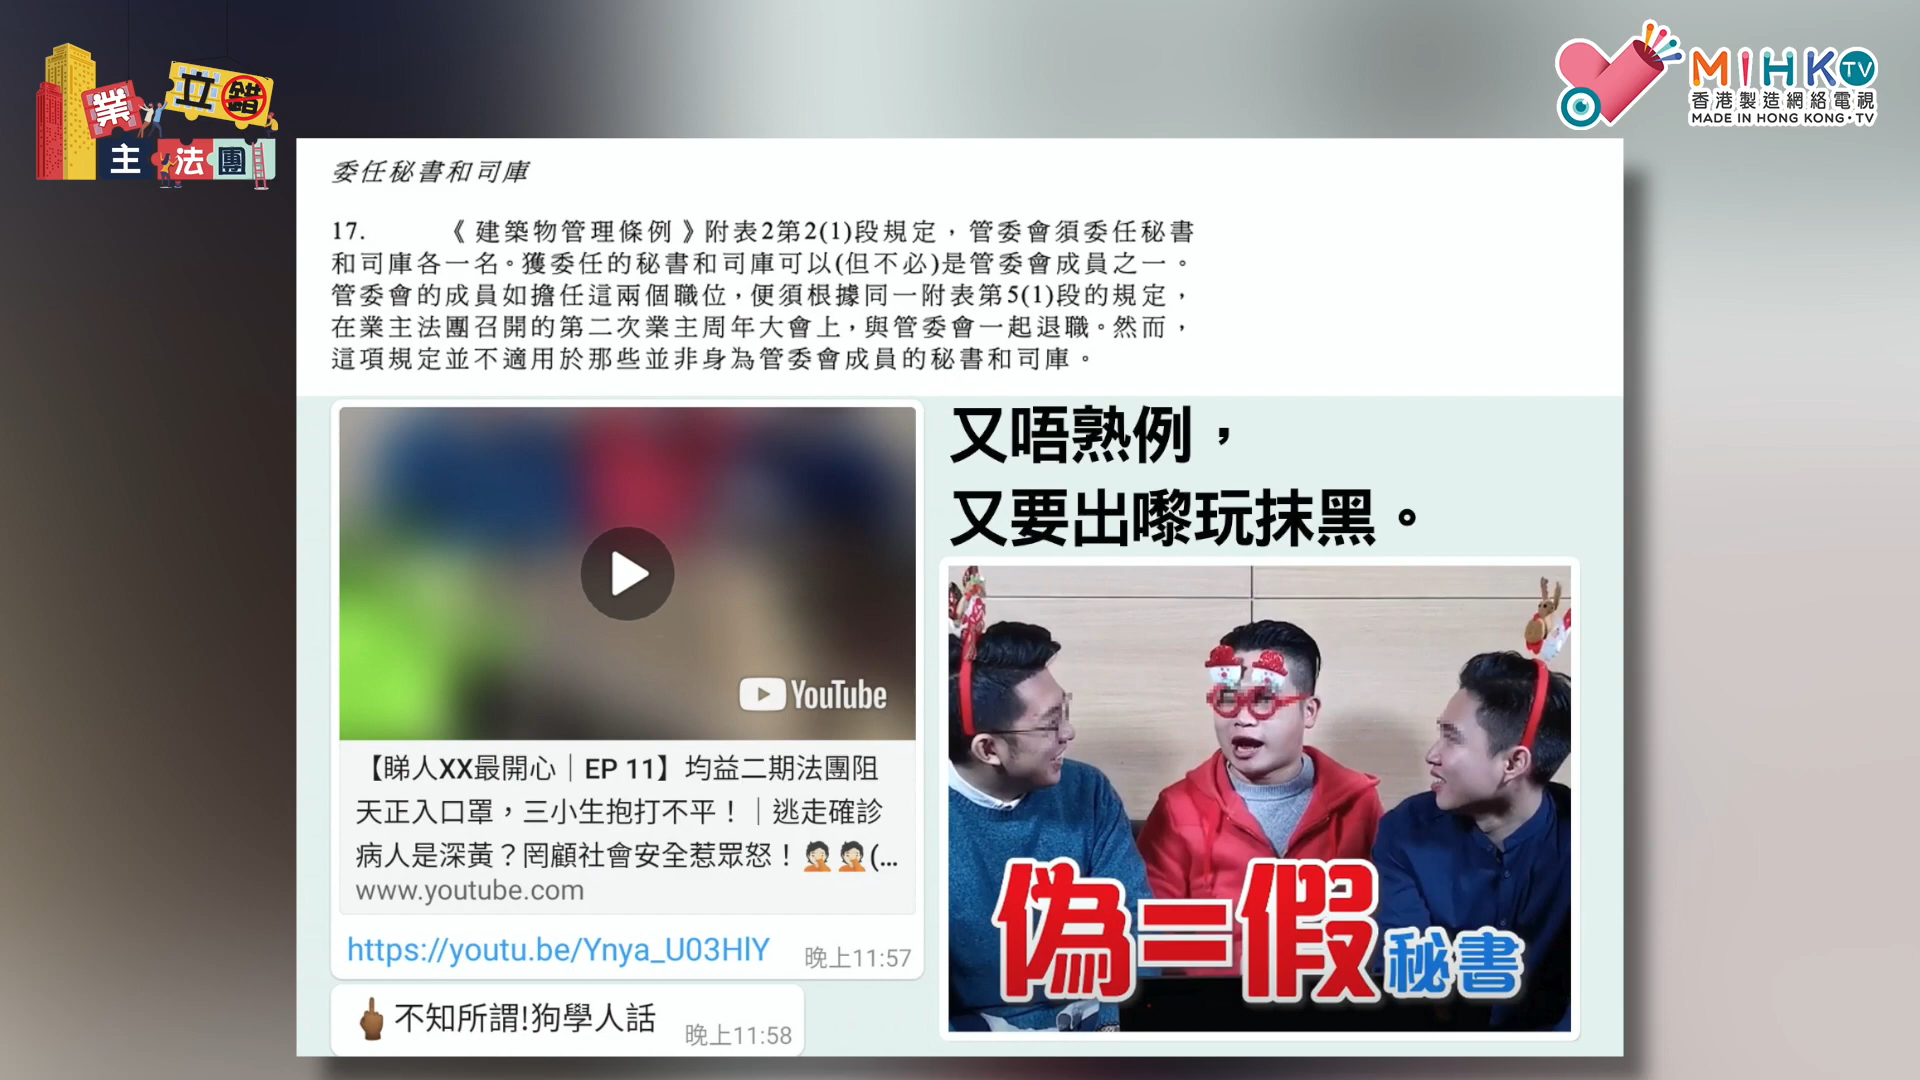 業立錯
主法團
MIHK TV
香港製造網絡電視
MADE IN HONG KONG・TV
委任秘書和司庫
17. 《建築物管理條例》附表2第2(1)段規定，管委會須委任秘書
和司庫各一名。獲委任的秘書和司庫可以(但不必)是管委會成員之一。
管委會的成員如擔任這兩個職位，便須根據同一附表第5(1)段的規定，
在業主法團召開的第二次業主周年大會上，與管委會一起退職。然而，
這項規定並不適用於那些並非身為管委會成員的秘書和司庫。
又唔熟例，
又要出嚟玩抹黑。
YouTube
【睇人XX最開心｜EP 11】均益二期法團阻
天正入口罩，三小生抱打不平！｜逃走確診
病人是深黃？罔顧社會安全惹眾怒！🤦🤦(...
www.youtube.com
https://youtu.be/Ynya_U03HlY
晚上11:57
🖕🏾不知所謂!狗學人話
晚上11:58
偽=假秘書